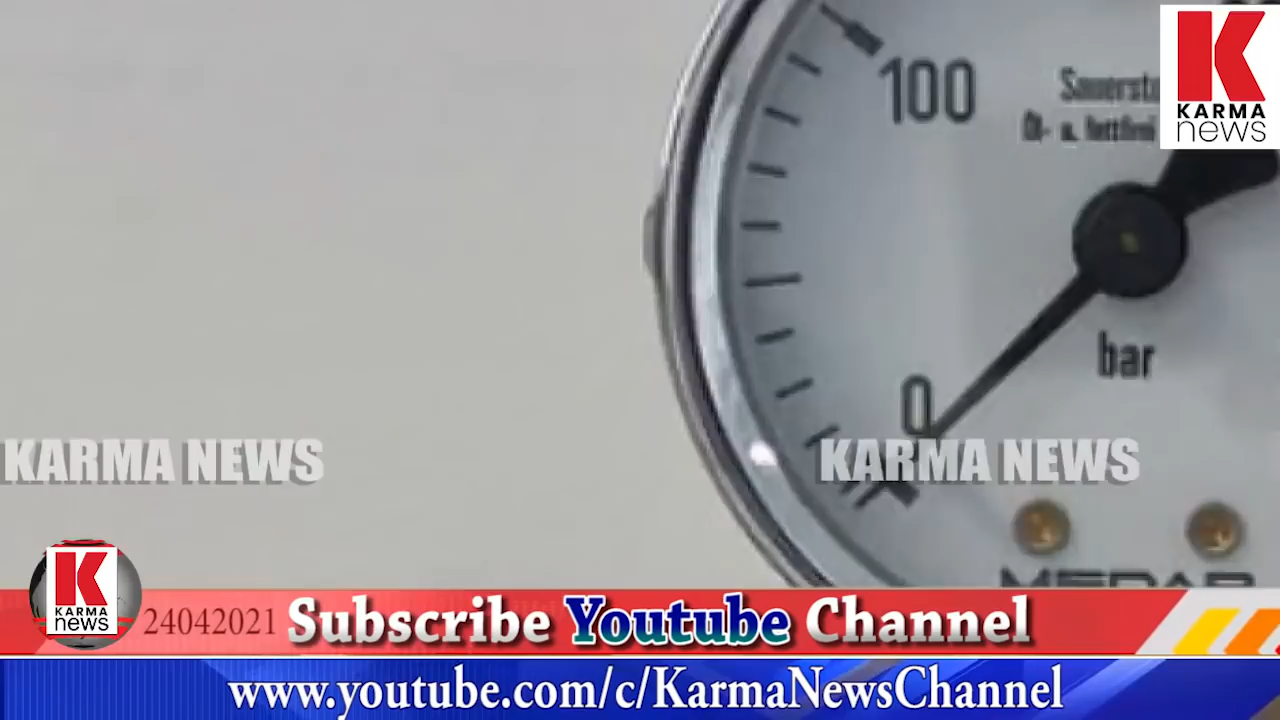 100
K
KARMA
news
bar
0
KARMA NEWS
KARMA NEWS
K
KARMA
news
24042021
Subscribe Youtube Channel
www.youtube.com/c/KarmaNewsChannel